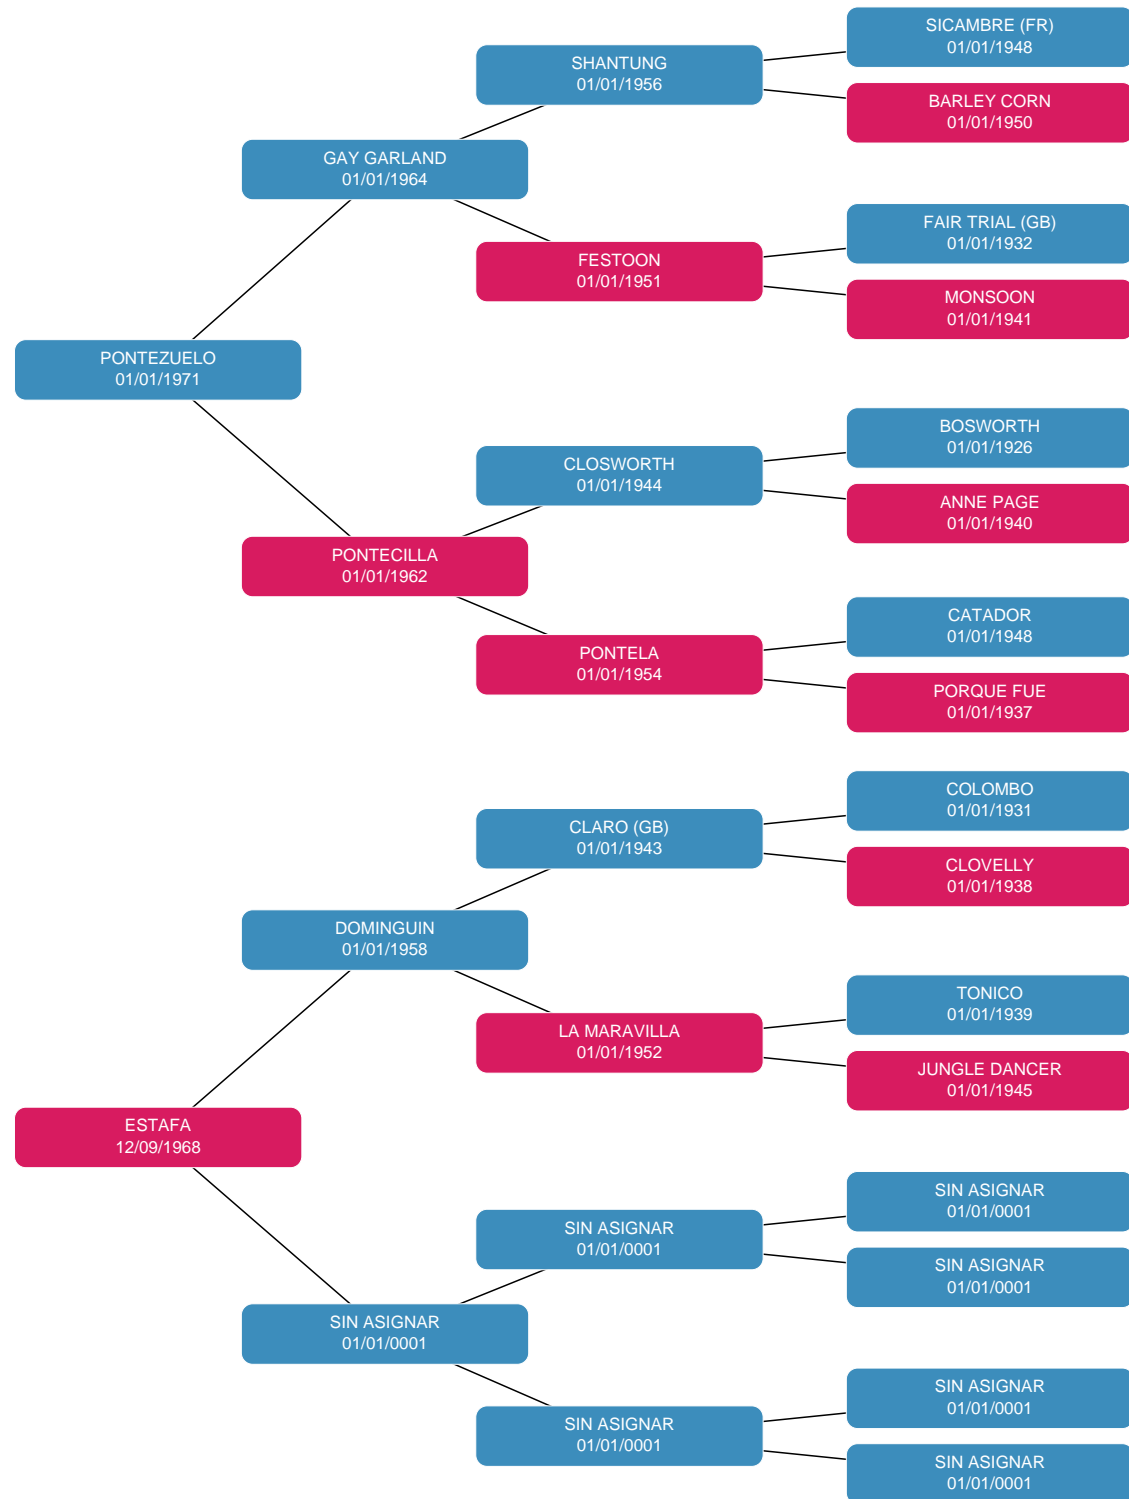 SICAMBRE (FR)
01/01/1948
SHANTUNG
01/01/1956
BARLEY CORN
01/01/1950
GAY GARLAND
01/01/1964
FAIR TRIAL (GB)
01/01/1932
FESTOON
01/01/1951
MONSOON
01/01/1941
PONTEZUELO
01/01/1971
BOSWORTH
01/01/1926
CLOSWORTH
01/01/1944
ANNE PAGE
01/01/1940
PONTECILLA
01/01/1962
CATADOR
01/01/1948
PONTELA
01/01/1954
PORQUE FUE
01/01/1937
COLOMBO
01/01/1931
CLARO (GB)
01/01/1943
CLOVELLY
01/01/1938
DOMINGUIN
01/01/1958
TONICO
01/01/1939
LA MARAVILLA
01/01/1952
JUNGLE DANCER
01/01/1945
ESTAFA
12/09/1968
SIN ASIGNAR
01/01/0001
SIN ASIGNAR
01/01/0001
SIN ASIGNAR
01/01/0001
SIN ASIGNAR
01/01/0001
SIN ASIGNAR
01/01/0001
SIN ASIGNAR
01/01/0001
SIN ASIGNAR
01/01/0001